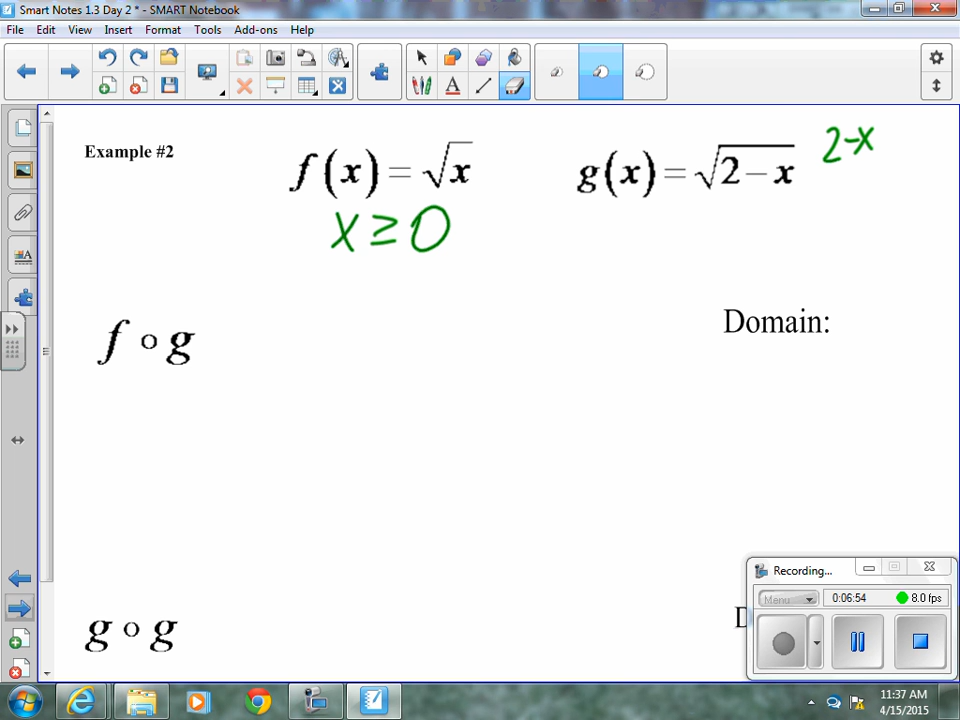 Smart Notes 1.3 Day 2 * - SMART Notebook
File Edit View Insert Format Tools Add-ons Help
Example #2
f(x) = √x
g(x) = √2 − x
2-x
x ≥ 0
f ∘ g
Domain:
g ∘ g
D
Recording...
Menu
0:06:54
8.0 fps
11:37 AM
4/15/2015